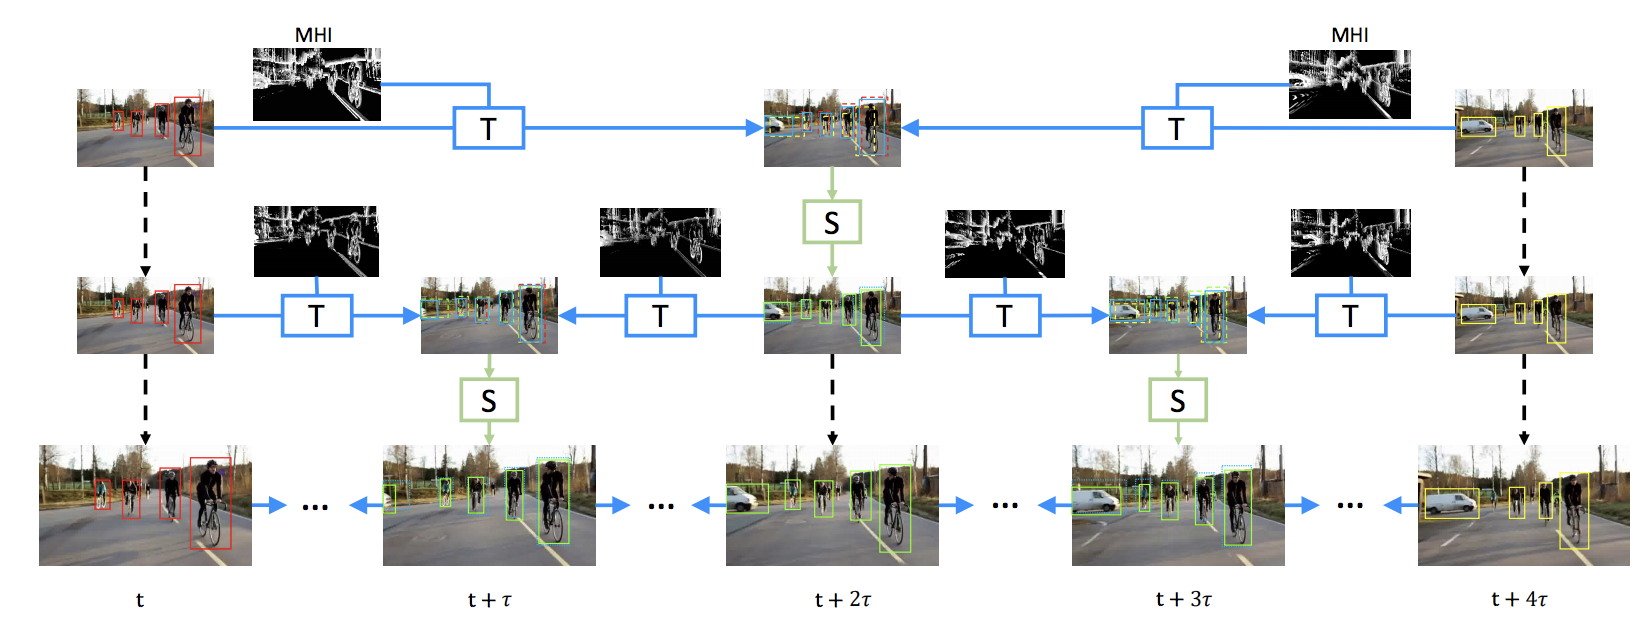 MHI
MHI
T
T
S
T
T
T
T
S
S
...
...
...
...
t
t + τ
t + 2τ
t + 3τ
t + 4τ